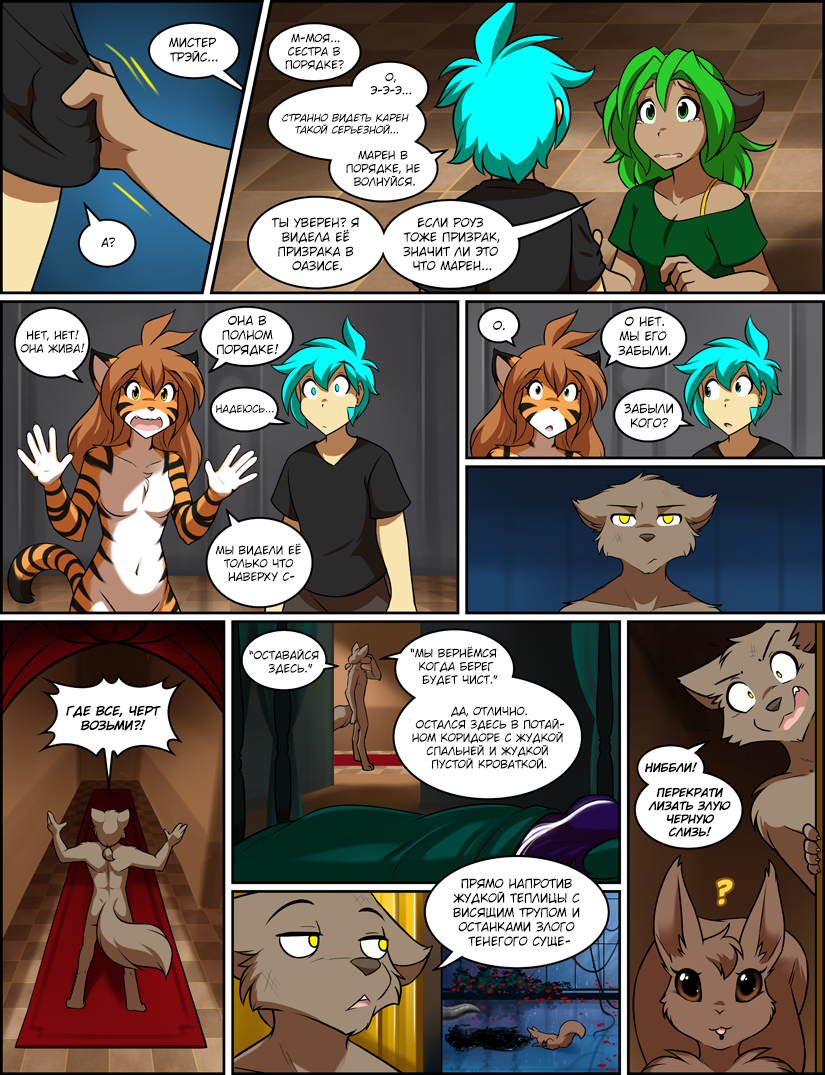 МИСТЕР
ТРЭЙС...
А?
М-МОЯ...
СЕСТРА В
ПОРЯДКЕ?
О,
Э-Э-Э...
СТРАННО ВИДЕТЬ КАРЕН
ТАКОЙ СЕРЬЕЗНОЙ...
МАРЕН В
ПОРЯДКЕ, НЕ
ВОЛНУЙСЯ.
ТЫ УВЕРЕН? Я
ВИДЕЛА ЕЁ
ПРИЗРАКА В
ОАЗИСЕ.
ЕСЛИ РОУЗ
ТОЖЕ ПРИЗРАК,
ЗНАЧИТ ЛИ ЭТО
ЧТО МАРЕН...
НЕТ, НЕТ!
ОНА ЖИВА!
ОНА В
ПОЛНОМ
ПОРЯДКЕ!
НАДЕЮСЬ...
МЫ ВИДЕЛИ ЕЁ
ТОЛЬКО ЧТО
НАВЕРХУ С-
О.
О НЕТ.
МЫ ЕГО
ЗАБЫЛИ.
ЗАБЫЛИ
КОГО?
ГДЕ ВСЕ, ЧЕРТ
ВОЗЬМИ?!
"ОСТАВАЙСЯ
ЗДЕСЬ."
"МЫ ВЕРНЁМСЯ
КОГДА БЕРЕГ
БУДЕТ ЧИСТ."
ДА, ОТЛИЧНО.
ОСТАЛСЯ ЗДЕСЬ В ПОТАЙ-
НОМ КОРИДОРЕ С ЖУДКОЙ
СПАЛЬНЕЙ И ЖУДКОЙ
ПУСТОЙ КРОВАТКОЙ.
ПРЯМО НАПРОТИВ
ЖУДКОЙ ТЕПЛИЦЫ С
ВИСЯЩИМ ТРУПОМ И
ОСТАНКАМИ ЗЛОГО
ТЕНЕГОГО СУЩЕ-
НИББЛИ!
ПЕРЕКРАТИ
ЛИЗАТЬ ЗЛУЮ
ЧЕРНУЮ
СЛИЗЬ!
?